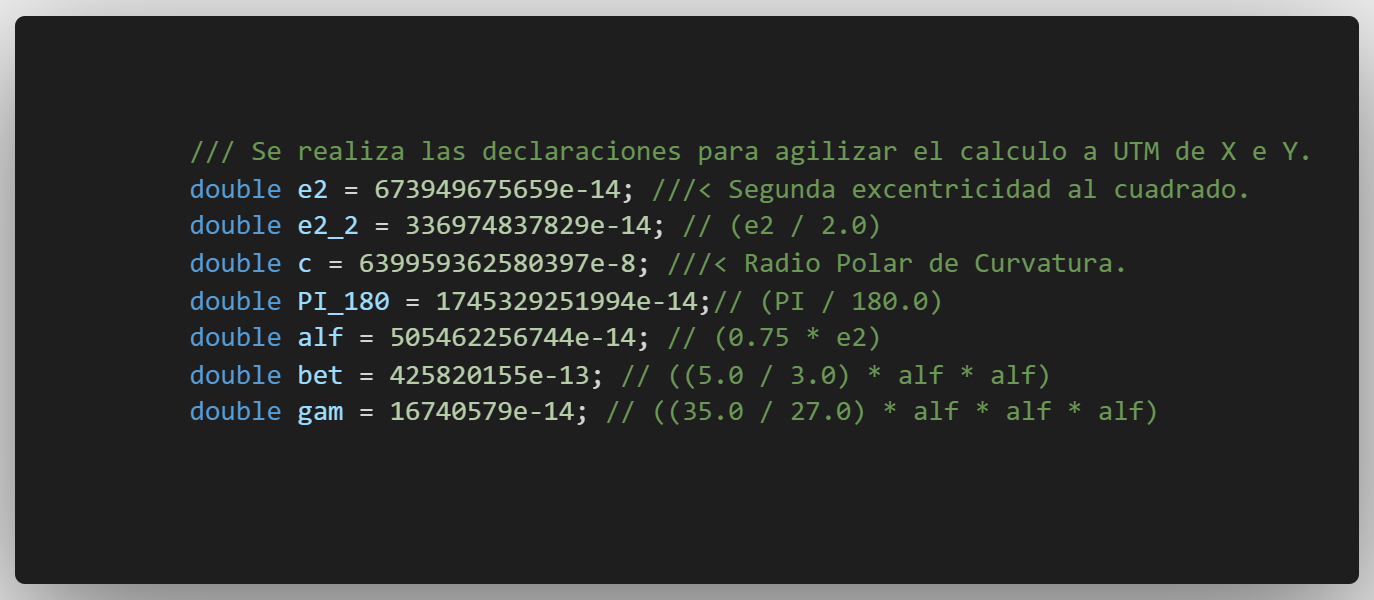 /// Se realiza las declaraciones para agilizar el calculo a UTM de X e Y.
double e2 = 673949675659e-14; ///< Segunda excentricidad al cuadrado.
double e2_2 = 336974837829e-14; // (e2 / 2.0)
double c = 639959362580397e-8; ///< Radio Polar de Curvatura.
double PI_180 = 1745329251994e-14;// (PI / 180.0)
double alf = 505462256744e-14; // (0.75 * e2)
double bet = 425820155e-13; // ((5.0 / 3.0) * alf * alf)
double gam = 16740579e-14; // ((35.0 / 27.0) * alf * alf * alf)